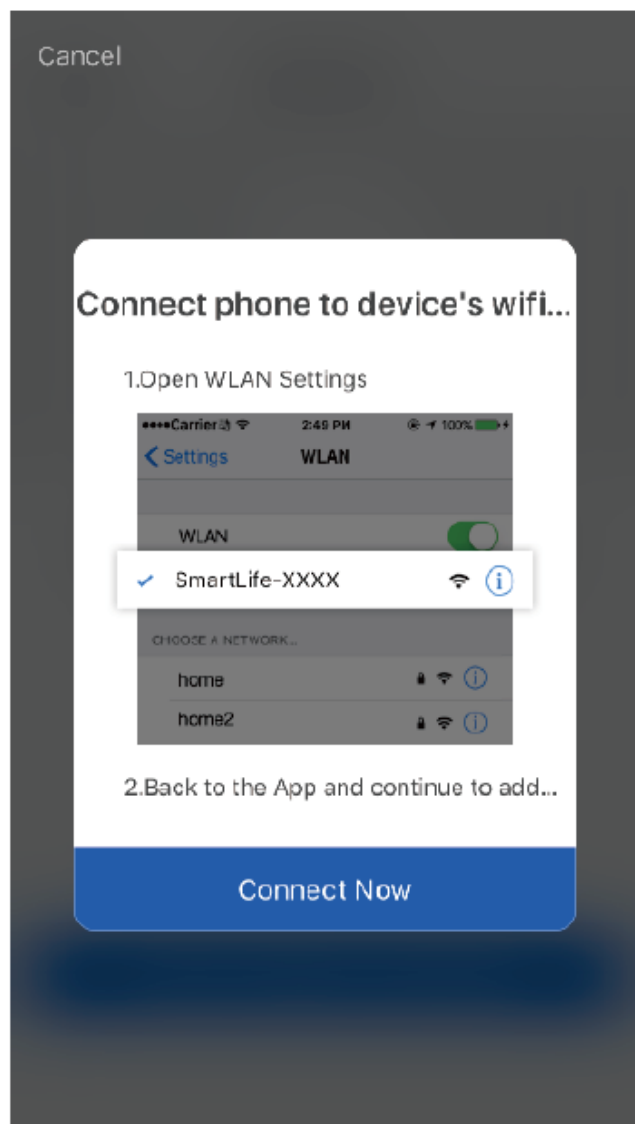 Cancel
Connect phone to device's wifi...
1.Open WLAN Settings
Carrier 2:49 PM 100%
Settings WLAN
WLAN
SmartLife-XXXX
CHOOSE A NETWORK...
home
home2
2.Back to the App and continue to add...
Connect Now